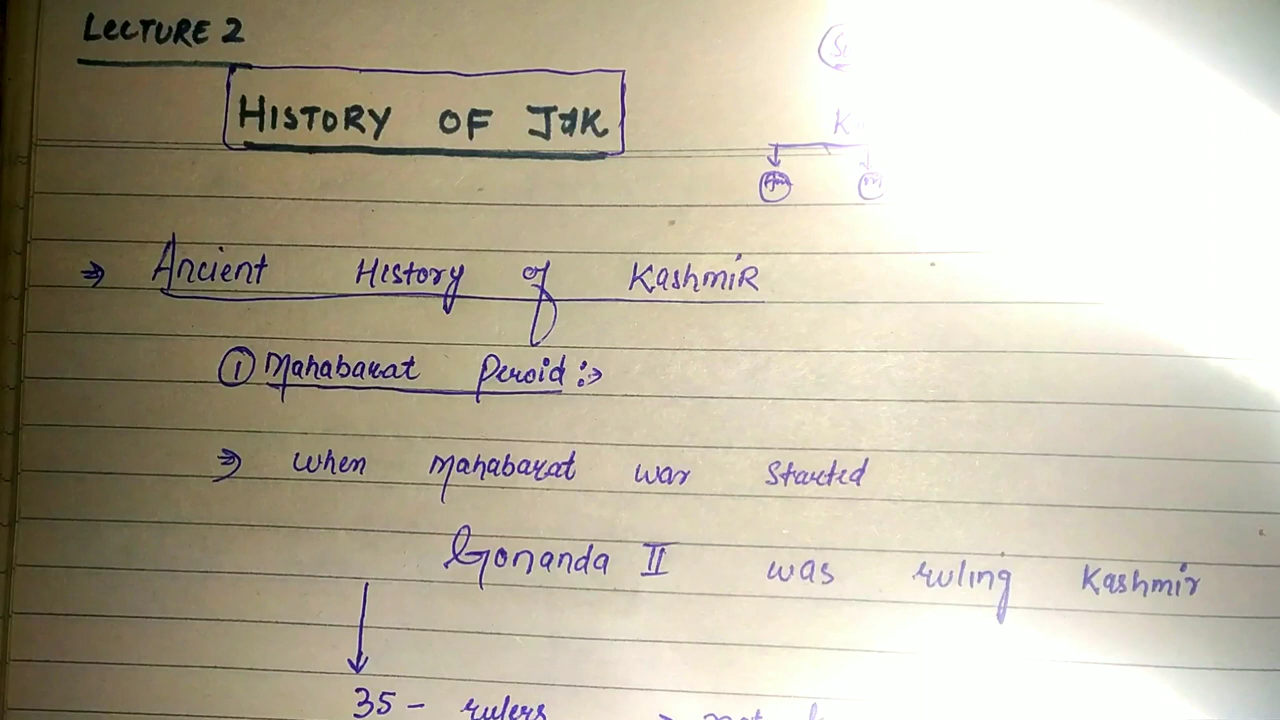 LECTURE 2
HISTORY OF J&K
⇒ Ancient History of Kashmir
① Mahabarat Peroid :→
⇒ When Mahabarat war started
Gonanda II was ruling Kashmir
35 - rulers